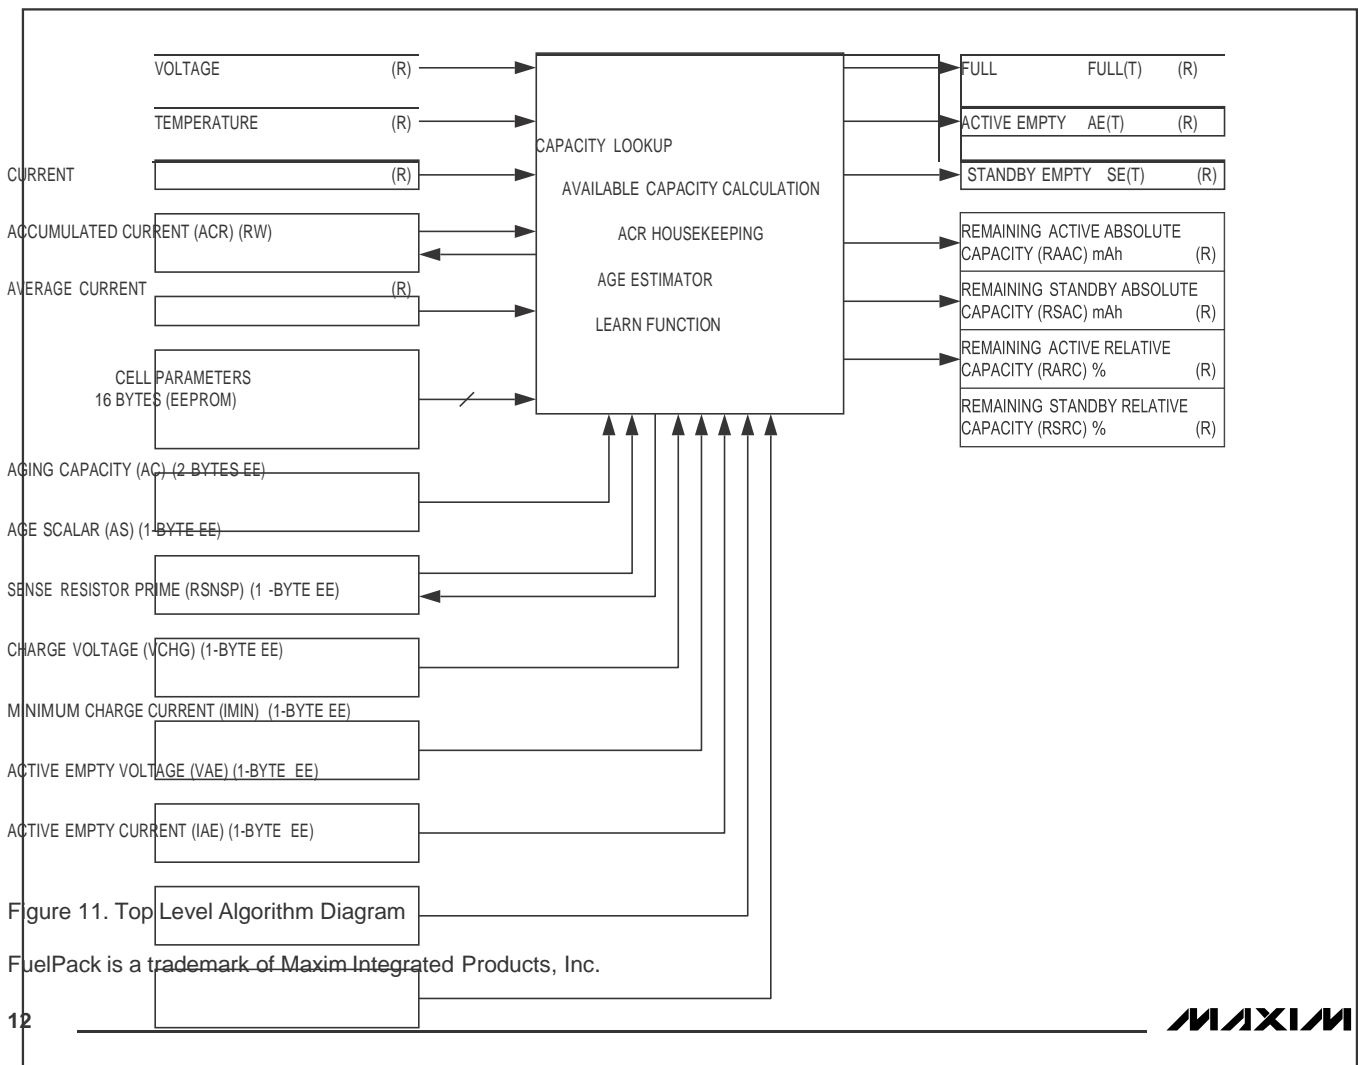 VOLTAGE (R)
TEMPERATURE (R)
CURRENT (R)
ACCUMULATED CURRENT (ACR) (RW)
AVERAGE CURRENT (R)
CELL PARAMETERS
16 BYTES (EEPROM)
AGING CAPACITY (AC) (2 BYTES EE)
AGE SCALAR (AS) (1-BYTE EE)
SENSE RESISTOR PRIME (RSNSP) (1 -BYTE EE)
CHARGE VOLTAGE (VCHG) (1-BYTE EE)
MINIMUM CHARGE CURRENT (IMIN) (1-BYTE EE)
ACTIVE EMPTY VOLTAGE (VAE) (1-BYTE EE)
ACTIVE EMPTY CURRENT (IAE) (1-BYTE EE)
CAPACITY LOOKUP
AVAILABLE CAPACITY CALCULATION
ACR HOUSEKEEPING
AGE ESTIMATOR
LEARN FUNCTION
FULL FULL(T) (R)
ACTIVE EMPTY AE(T) (R)
STANDBY EMPTY SE(T) (R)
REMAINING ACTIVE ABSOLUTE
CAPACITY (RAAC) mAh (R)
REMAINING STANDBY ABSOLUTE
CAPACITY (RSAC) mAh (R)
REMAINING ACTIVE RELATIVE
CAPACITY (RARC) % (R)
REMAINING STANDBY RELATIVE
CAPACITY (RSRC) % (R)
Figure 11. Top Level Algorithm Diagram
FuelPack is a trademark of Maxim Integrated Products, Inc.
12
MAXIM